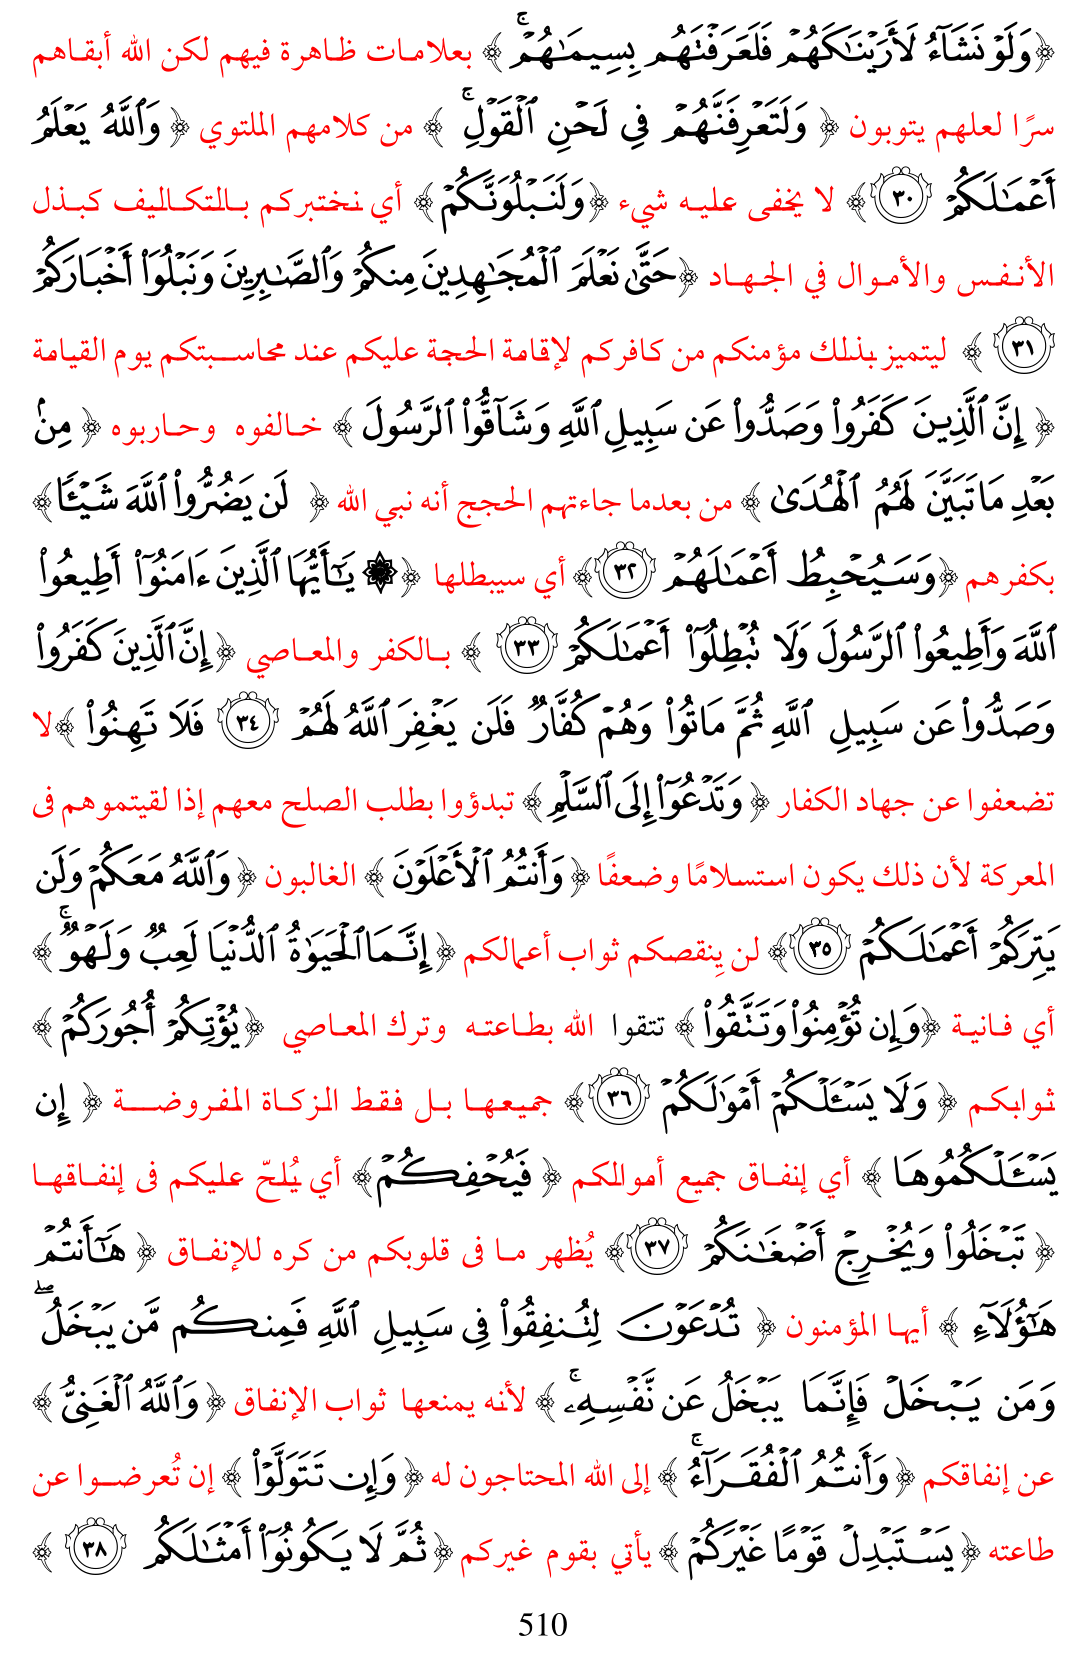 ﴿وَلَوْ نَشَآءُ لَأَرَيْنَٰكَهُمْ فَلَعَرَفْتَهُم بِسِيمَٰهُمْۚ ﴾ بعلامات ظاهرة فيهم لكن الله أبقاهم
سرًا لعلهم يتوبون ﴿ وَلَتَعْرِفَنَّهُمْ فِي لَحْنِ ٱلْقَوْلِۚ ﴾ من كلامهم الملتوي ﴿ وَٱللَّهُ يَعْلَمُ
أَعْمَٰلَكُمْ ٣٠﴾ لا يخفى عليه شيء ﴿وَلَنَبْلُوَنَّكُمْ﴾ أي نختبركم بالتكاليف كبذل
الأنفس والأموال في الجهاد ﴿حَتَّىٰ نَعْلَمَ ٱلْمُجَٰهِدِينَ مِنكُمْ وَٱلصَّٰبِرِينَ وَنَبْلُوَا۟ أَخْبَارَكُمْ
٣١ ﴾ ليتميز بذلك مؤمنكم من كافركم لإقامة الحجة عليكم عند محاسبتكم يوم القيامة
﴿ إِنَّ ٱلَّذِينَ كَفَرُوا۟ وَصَدُّوا۟ عَن سَبِيلِ ٱللَّهِ وَشَآقُّوا۟ ٱلرَّسُولَ ﴾ خالفوه وحاربوه ﴿ مِنۢ
بَعْدِ مَا تَبَيَّنَ لَهُمُ ٱلْهُدَىٰ ﴾ من بعدما جاءتهم الحجج أنه نبي الله ﴿ لَن يَضُرُّوا۟ ٱللَّهَ شَيْـًٔا﴾
بكفرهم ﴿وَسَيُحْبِطُ أَعْمَٰلَهُمْ ٣٢﴾ أي سيبطلها ﴿۞ يَٰٓأَيُّهَا ٱلَّذِينَ ءَامَنُوٓا۟ أَطِيعُوا۟
ٱللَّهَ وَأَطِيعُوا۟ ٱلرَّسُولَ وَلَا تُبْطِلُوٓا۟ أَعْمَٰلَكُمْ ٣٣ ﴾ بالكفر والمعاصي ﴿إِنَّ ٱلَّذِينَ كَفَرُوا۟
وَصَدُّوا۟ عَن سَبِيلِ ٱللَّهِ ثُمَّ مَاتُوا۟ وَهُمْ كُفَّارٌ فَلَن يَغْفِرَ ٱللَّهُ لَهُمْ ٣٤ فَلَا تَهِنُوا۟ ﴾لا
تضعفوا عن جهاد الكفار ﴿ وَتَدْعُوٓا۟ إِلَى ٱلسَّلْمِ﴾ تبدؤوا بطلب الصلح معهم إذا لقيتموهم فى
المعركة لأن ذلك يكون استسلامًا وضعفًا ﴿وَأَنتُمُ ٱلْأَعْلَوْنَ ﴾ الغالبون ﴿ وَٱللَّهُ مَعَكُمْ وَلَن
يَتِرَكُمْ أَعْمَٰلَكُمْ ٣٥﴾ لن يِنقصكم ثواب أعمالكم ﴿ إِنَّمَا ٱلْحَيَوٰةُ ٱلدُّنْيَا لَعِبٌ وَلَهْوٌۚ ﴾
أي فانية ﴿وَإِن تُؤْمِنُوا۟ وَتَتَّقُوا۟ ﴾ تتقوا الله بطاعته وترك المعاصي ﴿يُؤْتِكُمْ أُجُورَكُمْ ﴾
ثوابكم ﴿ وَلَا يَسْـَٔلْكُمْ أَمْوَٰلَكُمْ ٣٦﴾ جميعها بل فقط الزكاة المفروضة ﴿ إِن
يَسْـَٔلْكُمُوهَا ﴾ أي إنفاق جميع أموالكم ﴿ فَيُحْفِكُمْ﴾ أي يُلحّ عليكم فى إنفاقها
﴿ تَبْخَلُوا۟ وَيُخْرِجْ أَضْغَٰنَكُمْ ٣٧﴾ يُظهر ما فى قلوبكم من كره للإنفاق ﴿ هَٰٓأَنتُمْ
هَٰٓؤُلَآءِ ﴾ أيها المؤمنون ﴿ تُدْعَوْنَ لِتُنفِقُوا۟ فِى سَبِيلِ ٱللَّهِ فَمِنكُم مَّن يَبْخَلُۖ
وَمَن يَبْخَلْ فَإِنَّمَا يَبْخَلُ عَن نَّفْسِهِۦۚ ﴾ لأنه يمنعها ثواب الإنفاق ﴿ وَٱللَّهُ ٱلْغَنِىُّ ﴾
عن إنفاقكم ﴿ وَأَنتُمُ ٱلْفُقَرَآءُۚ ﴾ إلى الله المحتاجون له ﴿ وَإِن تَتَوَلَّوْا۟ ﴾ إن تُعرضوا عن
طاعته ﴿يَسْتَبْدِلْ قَوْمًا غَيْرَكُمْ ﴾ يأتي بقوم غيركم ﴿ثُمَّ لَا يَكُونُوٓا۟ أَمْثَٰلَكُم ٣٨ ﴾
510